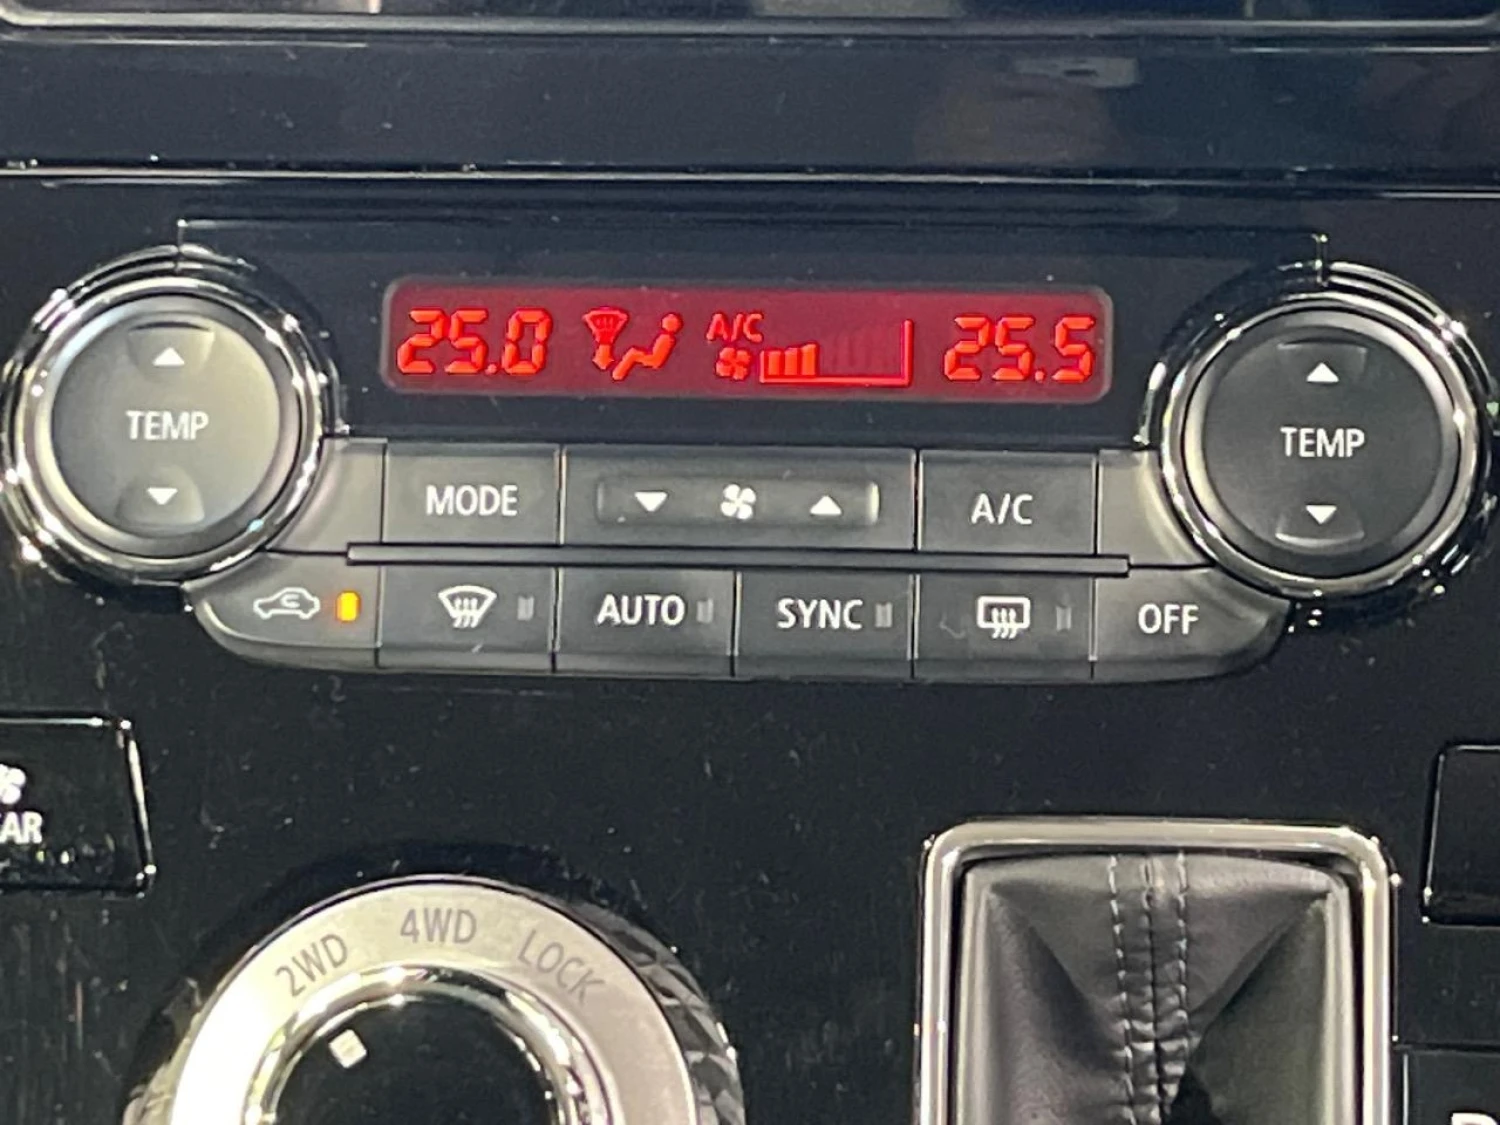 25.0 A/C 25.5
TEMP
TEMP
MODE
A/C
AUTO
SYNC
OFF
2WD
4WD
LOCK